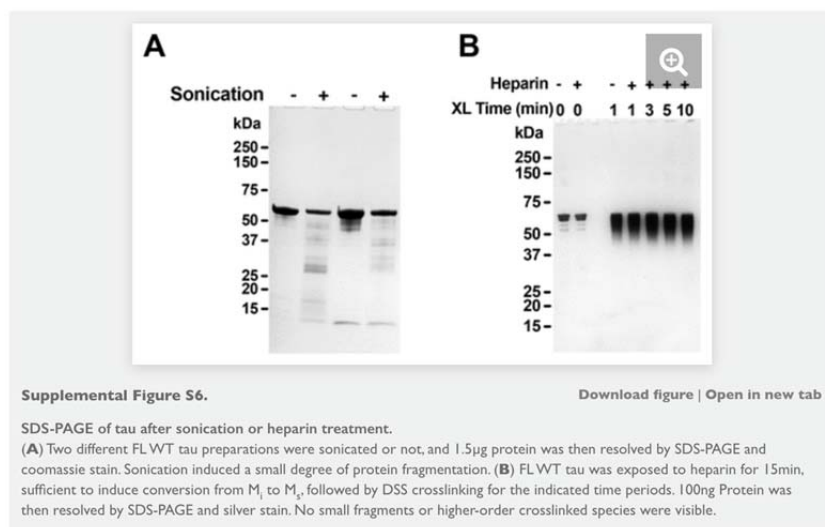 A
B
Sonication - + - +
kDa
250
150
75
50
37
25
20
15
Heparin - + - + + + +
XL Time (min) 0 0 1 1 3 5 10
kDa
250
150
75
50
37
25
20
15
Supplemental Figure S6.
Download figure | Open in new tab
SDS-PAGE of tau after sonication or heparin treatment.
(A) Two different FL WT tau preparations were sonicated or not, and 1.5µg protein was then resolved by SDS-PAGE and
coomassie stain. Sonication induced a small degree of protein fragmentation. (B) FL WT tau was exposed to heparin for 15min,
sufficient to induce conversion from Mi to Ms, followed by DSS crosslinking for the indicated time periods. 100ng Protein was
then resolved by SDS-PAGE and silver stain. No small fragments or higher-order crosslinked species were visible.